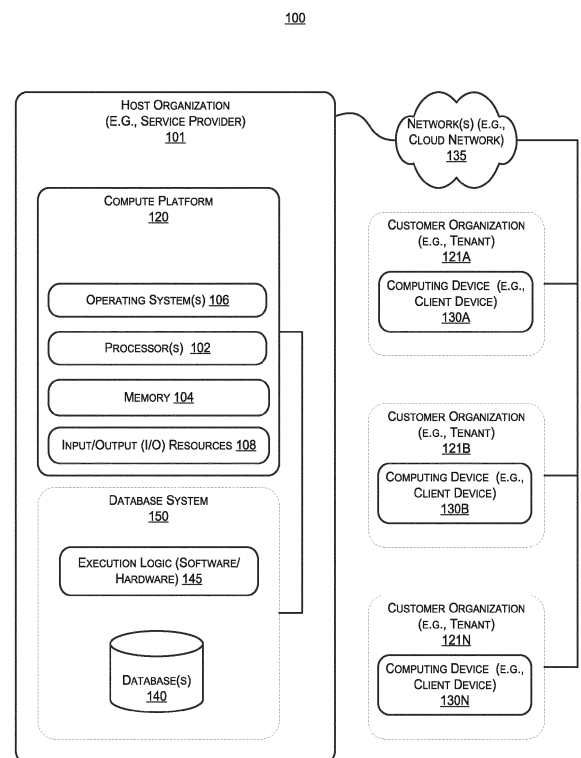 100
HOST ORGANIZATION
(E.G., SERVICE PROVIDER)
101
COMPUTE PLATFORM
120
OPERATING SYSTEM(S) 106
PROCESSOR(S) 102
MEMORY 104
INPUT/OUTPUT (I/O) RESOURCES 108
DATABASE SYSTEM
150
EXECUTION LOGIC (SOFTWARE/
HARDWARE) 145
DATABASE(S)
140
NETWORK(S) (E.G.,
CLOUD NETWORK)
135
CUSTOMER ORGANIZATION
(E.G., TENANT)
121A
COMPUTING DEVICE (E.G.,
CLIENT DEVICE)
130A
CUSTOMER ORGANIZATION
(E.G., TENANT)
121B
COMPUTING DEVICE (E.G.,
CLIENT DEVICE)
130B
CUSTOMER ORGANIZATION
(E.G., TENANT)
121N
COMPUTING DEVICE (E.G.,
CLIENT DEVICE)
130N